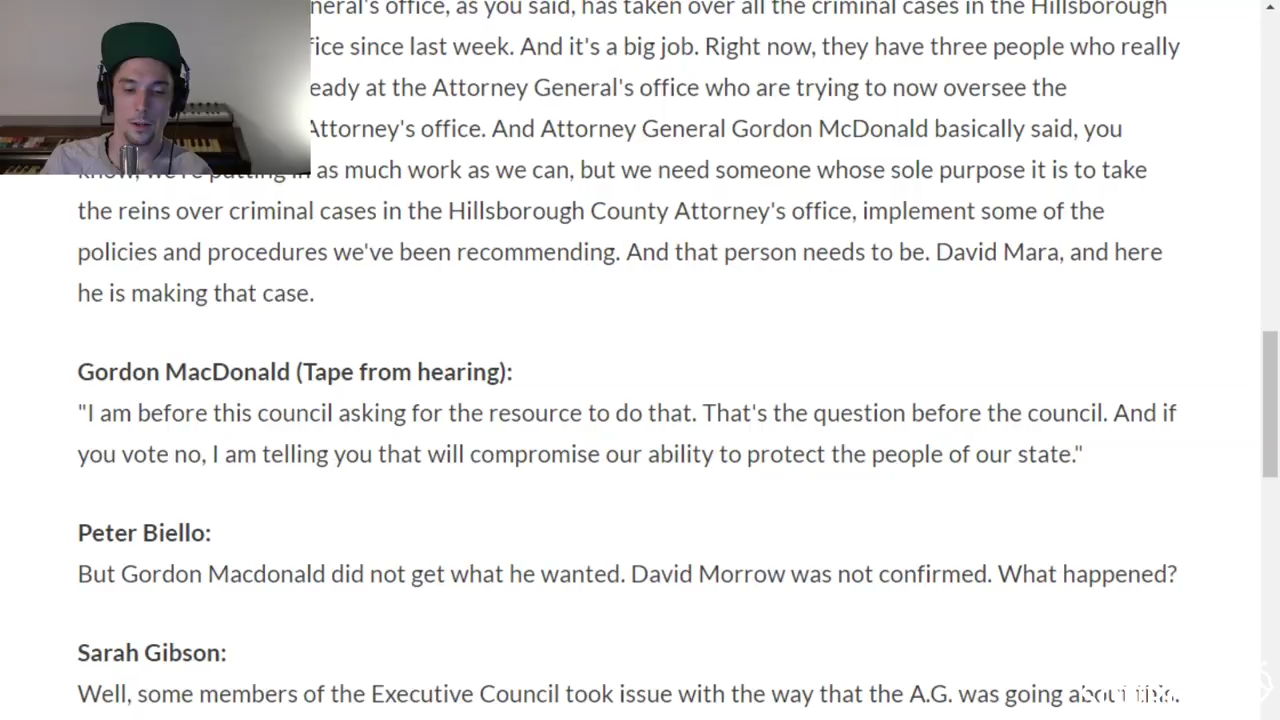 neral's office, as you said, has taken over all the criminal cases in the Hillsborough
fice since last week. And it's a big job. Right now, they have three people who really
eady at the Attorney General's office who are trying to now oversee the
Attorney's office. And Attorney General Gordon McDonald basically said, you
know, we're putting in as much work as we can, but we need someone whose sole purpose it is to take
the reins over criminal cases in the Hillsborough County Attorney's office, implement some of the
policies and procedures we've been recommending. And that person needs to be. David Mara, and here
he is making that case.
Gordon MacDonald (Tape from hearing):
"I am before this council asking for the resource to do that. That's the question before the council. And if
you vote no, I am telling you that will compromise our ability to protect the people of our state."
Peter Biello:
But Gordon Macdonald did not get what he wanted. David Morrow was not confirmed. What happened?
Sarah Gibson:
Well, some members of the Executive Council took issue with the way that the A.G. was going about this.